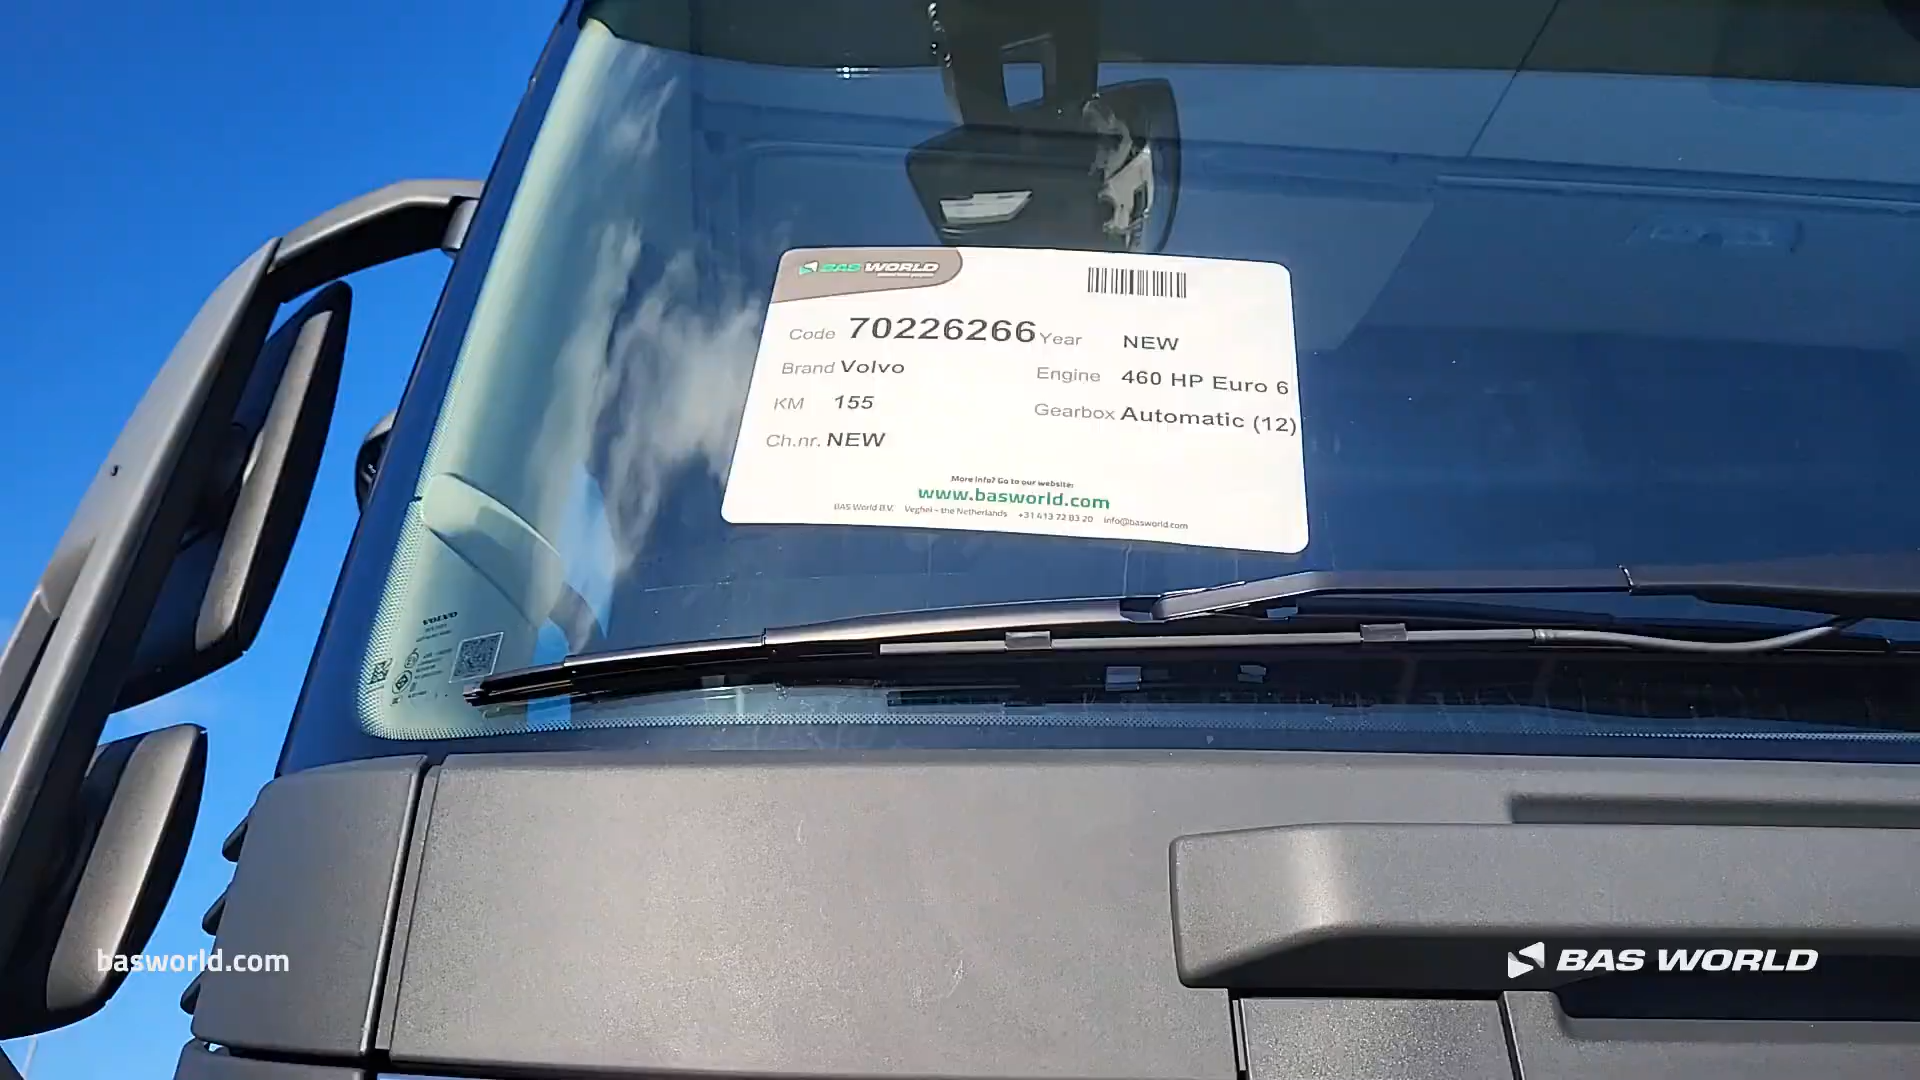 BAS WORLD
Code 70226266
Year NEW
Brand Volvo
Engine 460 HP Euro 6
KM 155
Gearbox Automatic (12)
Ch.nr. NEW
More info? Go to our website:
www.basworld.com
BAS World B.V. Veghel - the Netherlands +31 413 72 83 20 info@basworld.com
VOLVO
basworld.com
BAS WORLD